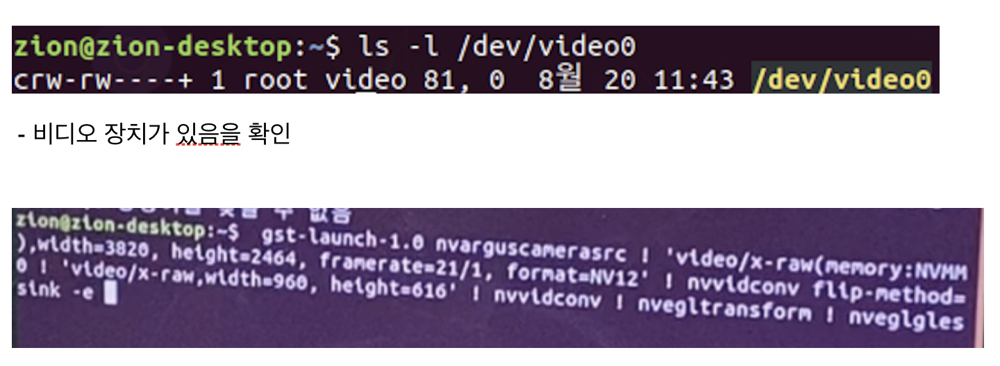 zion@zion-desktop:~$ ls -l /dev/video0
crw-rw----+ 1 root video 81, 0  8월 20 11:43 /dev/video0
- 비디오 장치가 있음을 확인
수 없음
zion@zion-desktop:~$  gst-launch-1.0 nvarguscamerasrc ! 'video/x-raw(memory:NVMM
),width=3820, height=2464, framerate=21/1, format=NV12' ! nvvidconv flip-method=
0 ! 'video/x-raw,width=960, height=616' ! nvvidconv ! nvegltransform ! nveglgles
sink -e